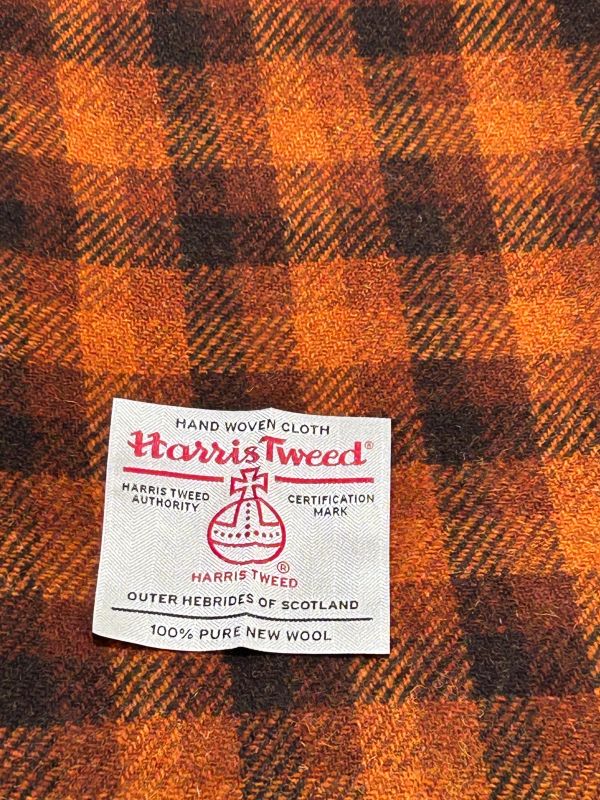 HAND WOVEN CLOTH
Harris Tweed®
HARRIS TWEED
AUTHORITY
CERTIFICATION
MARK
®
HARRIS TWEED
OUTER HEBRIDES OF SCOTLAND
100% PURE NEW WOOL